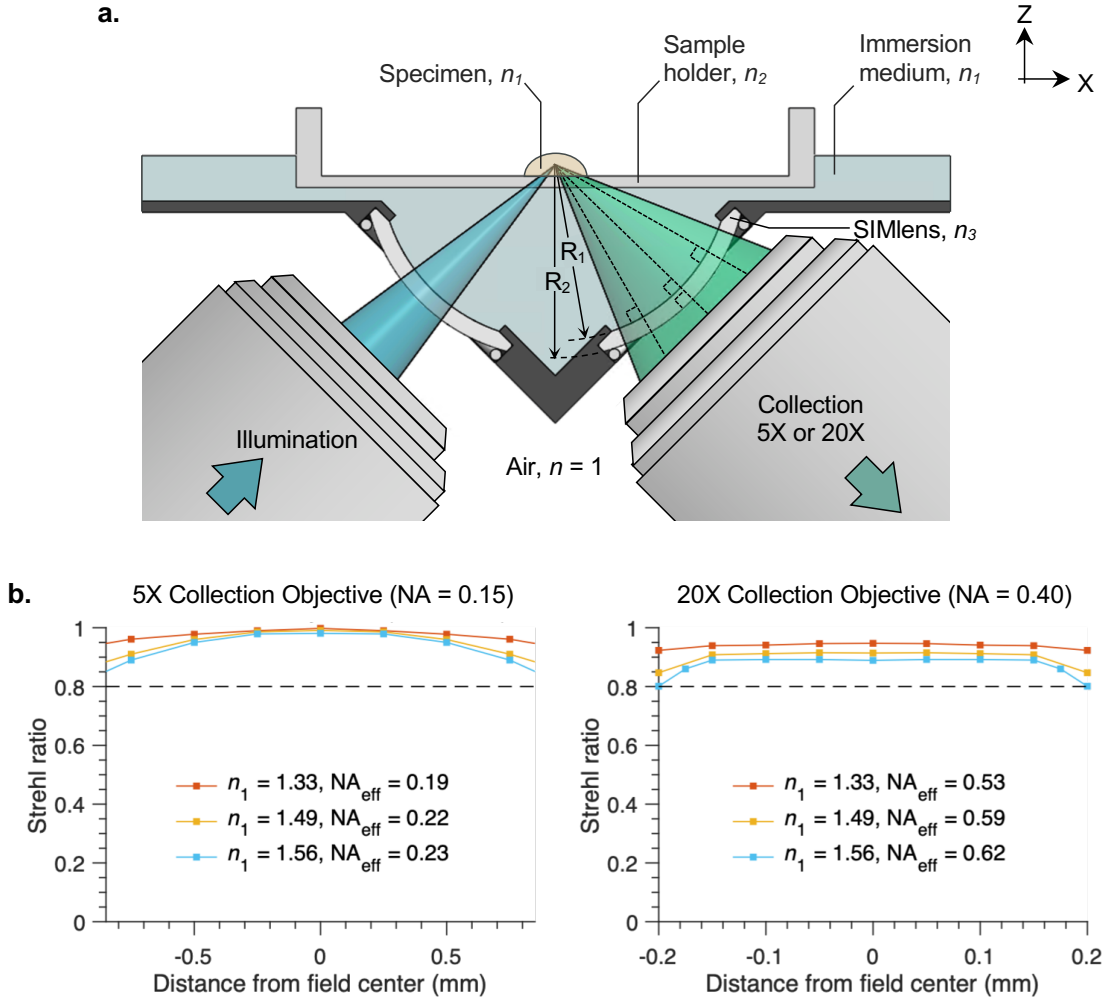 a.
Z
X
Specimen, n1
Sample
holder, n2
Immersion
medium, n1
SIMlens, n3
R1
R2
Illumination
Air, n = 1
Collection
5X or 20X
b.
5X Collection Objective (NA = 0.15)
1
0.8
0.6
0.4
0.2
0
Strehl ratio
n1 = 1.33, NAeff = 0.19
n1 = 1.49, NAeff = 0.22
n1 = 1.56, NAeff = 0.23
-0.5
0
0.5
Distance from field center (mm)
20X Collection Objective (NA = 0.40)
1
0.8
0.6
0.4
0.2
0
Strehl ratio
n1 = 1.33, NAeff = 0.53
n1 = 1.49, NAeff = 0.59
n1 = 1.56, NAeff = 0.62
-0.2
-0.1
0
0.1
0.2
Distance from field center (mm)